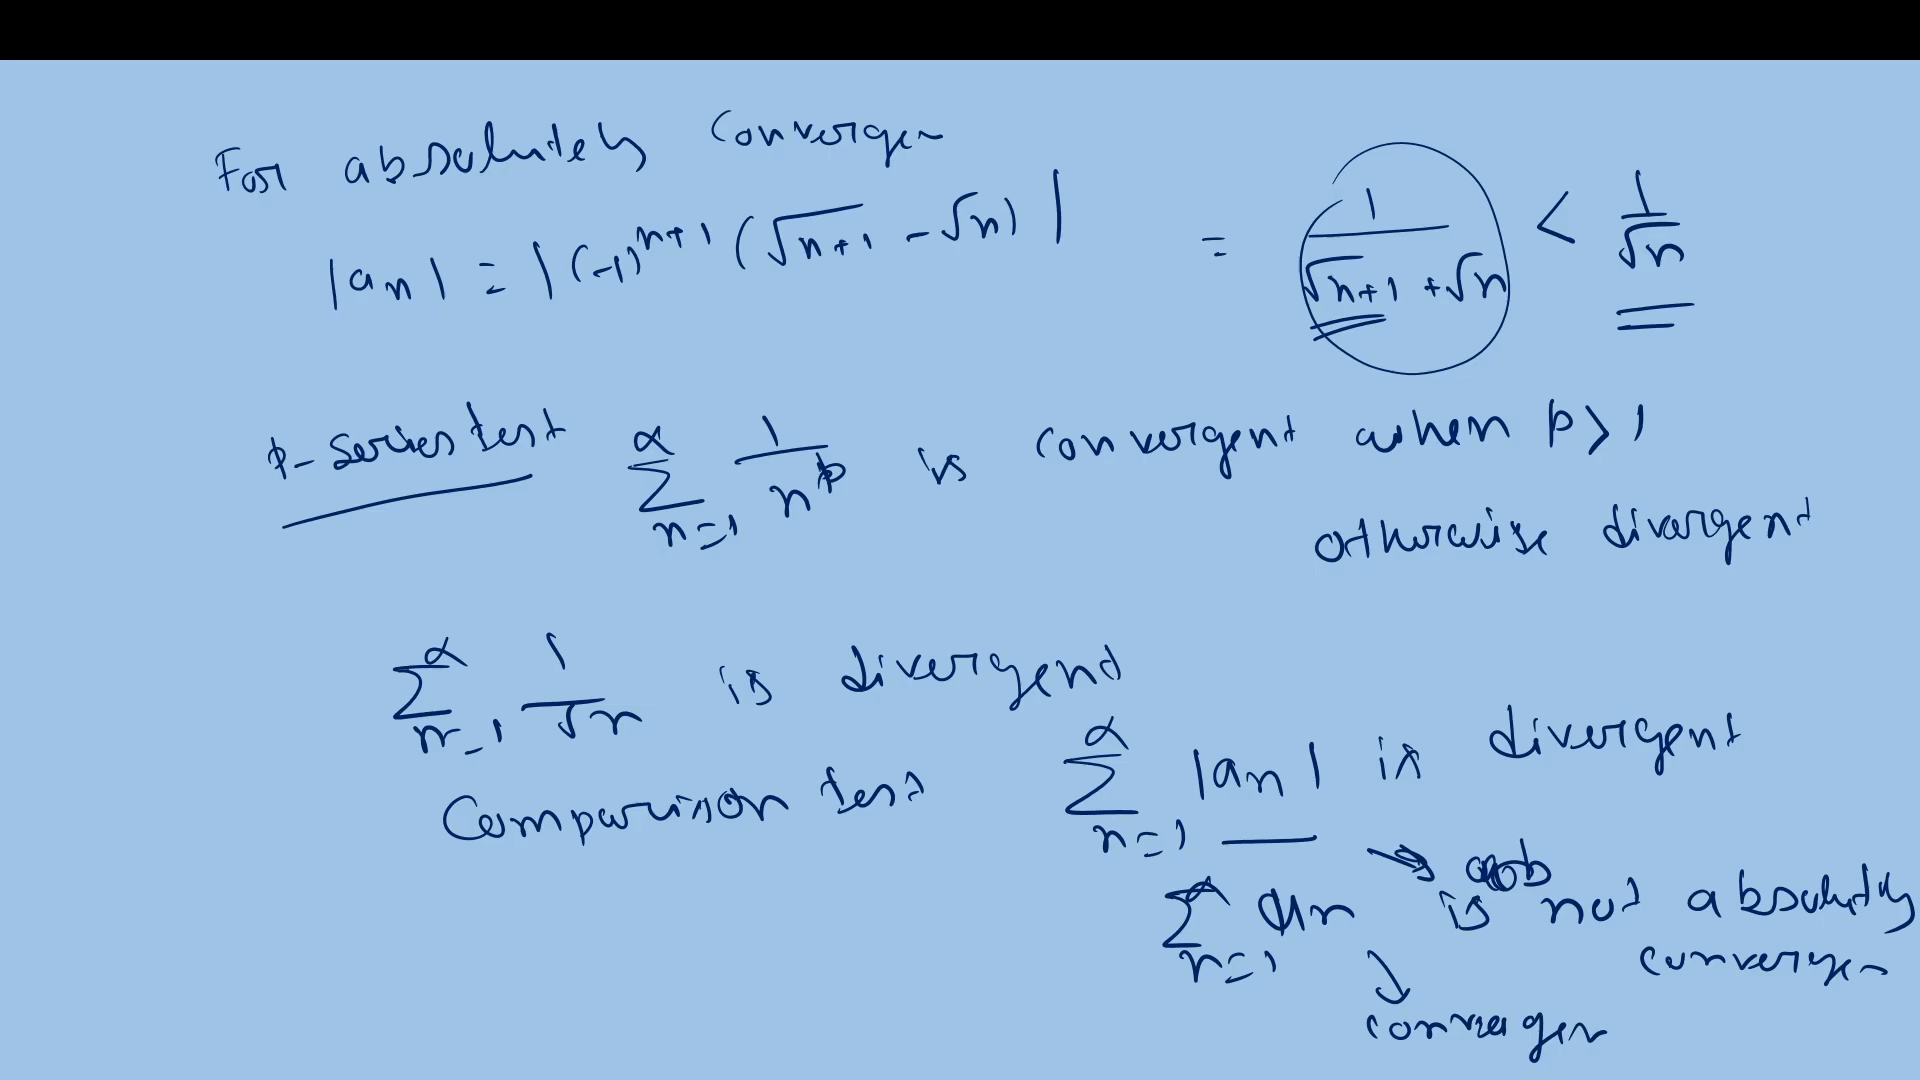 For absolutely convergen
|an| = |(-1)^{n+1} (√n+1 - √n)| = 1/(√n+1 + √n) < 1/√n
p-series test ∑_{n=1}^{α} 1/n^p is convergent when p > 1
otherwise divergent
∑_{n=1}^{α} 1/√n is divergend
Comparison test ∑_{n=1}^{α} |an| is divergent
∑_{n=1}^{α} an is not absolutely
convergen
convergen